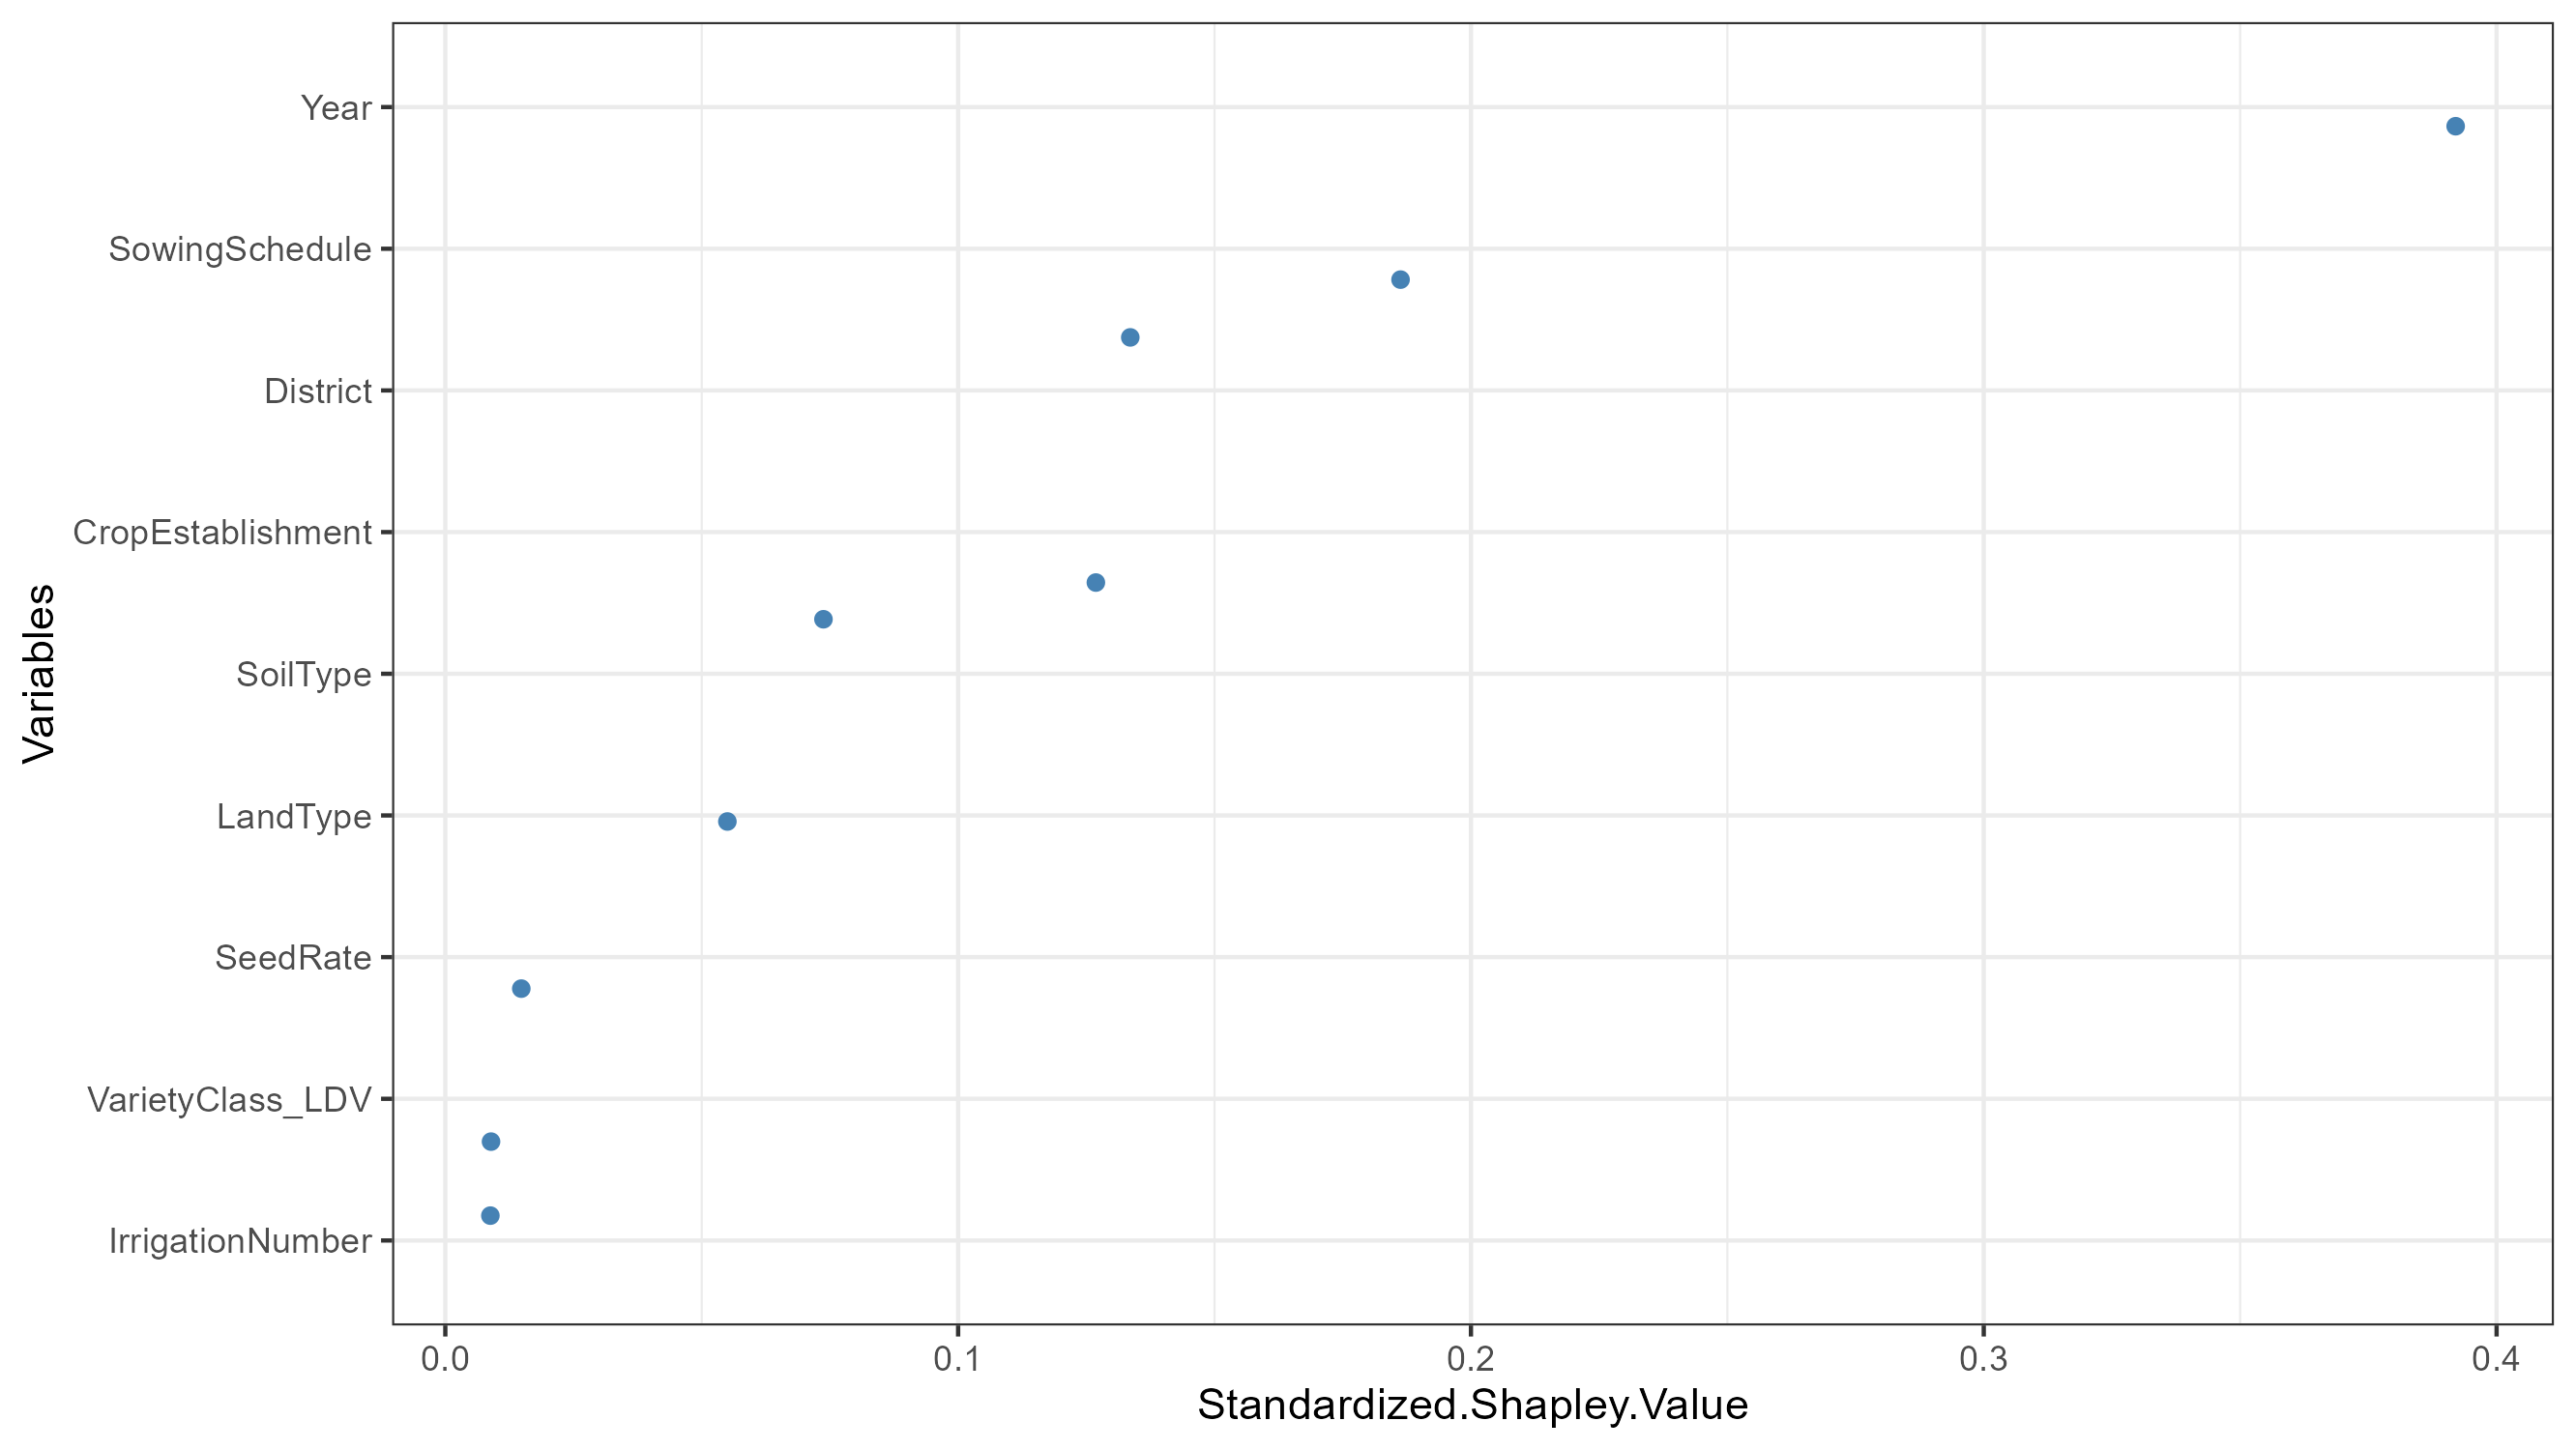 Variables
Year
SowingSchedule
District
CropEstablishment
SoilType
LandType
SeedRate
VarietyClass_LDV
IrrigationNumber
0.0 0.1 0.2 0.3 0.4
Standardized.Shapley.Value